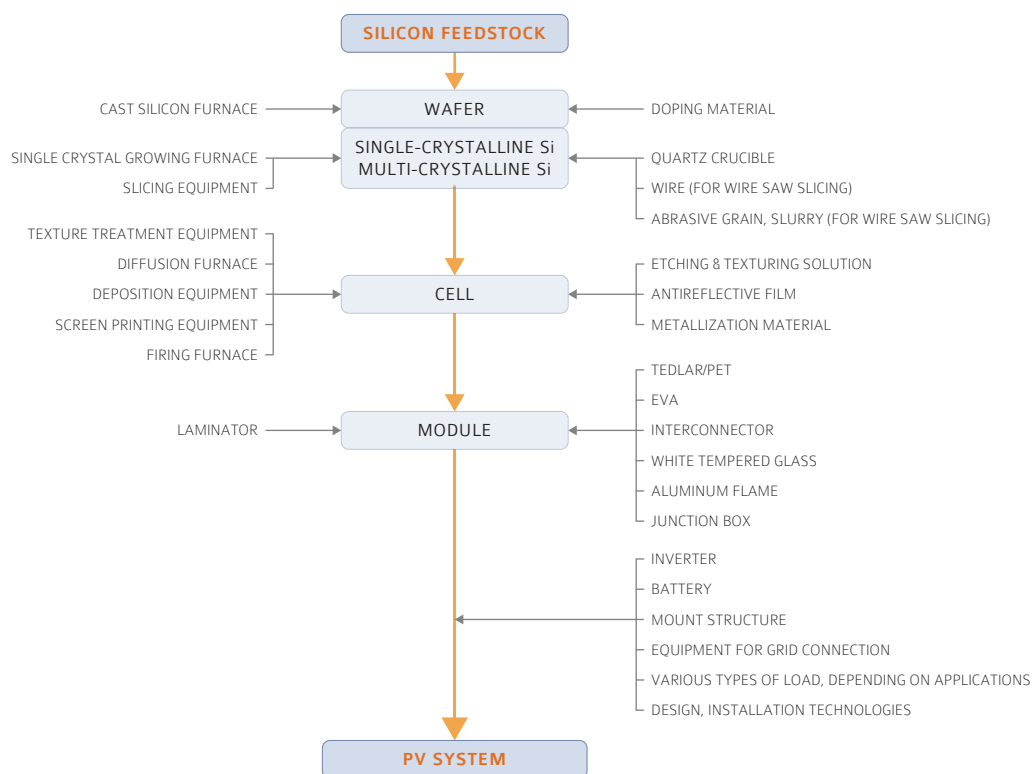 SILICON FEEDSTOCK
CAST SILICON FURNACE
WAFER
DOPING MATERIAL
SINGLE CRYSTAL GROWING FURNACE
SLICING EQUIPMENT
SINGLE-CRYSTALLINE Si
MULTI-CRYSTALLINE Si
QUARTZ CRUCIBLE
WIRE (FOR WIRE SAW SLICING)
ABRASIVE GRAIN, SLURRY (FOR WIRE SAW SLICING)
TEXTURE TREATMENT EQUIPMENT
DIFFUSION FURNACE
DEPOSITION EQUIPMENT
SCREEN PRINTING EQUIPMENT
FIRING FURNACE
CELL
ETCHING & TEXTURING SOLUTION
ANTIREFLECTIVE FILM
METALLIZATION MATERIAL
LAMINATOR
MODULE
TEDLAR/PET
EVA
INTERCONNECTOR
WHITE TEMPERED GLASS
ALUMINUM FLAME
JUNCTION BOX
INVERTER
BATTERY
MOUNT STRUCTURE
EQUIPMENT FOR GRID CONNECTION
VARIOUS TYPES OF LOAD, DEPENDING ON APPLICATIONS
DESIGN, INSTALLATION TECHNOLOGIES
PV SYSTEM